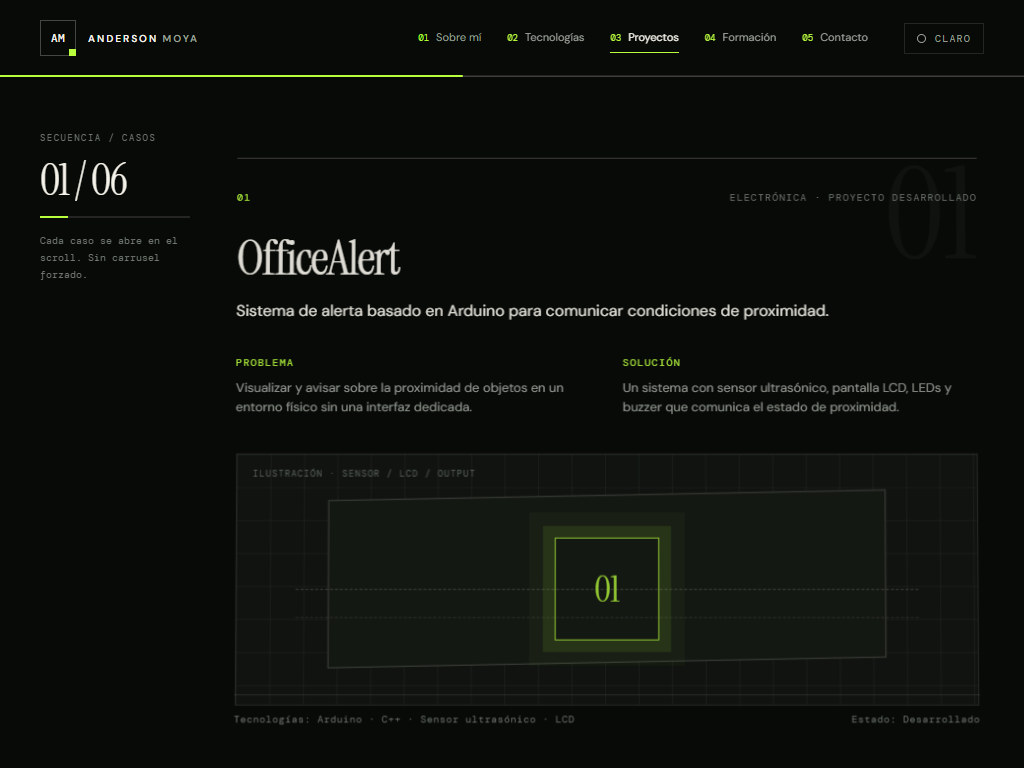 AM
ANDERSON MOYA
01 Sobre mí
02 Tecnologías
03 Proyectos
04 Formación
05 Contacto
CLARO
SECUENCIA / CASOS
01 / 06
Cada caso se abre en el
scroll. Sin carrusel
forzado.
01
ELECTRÓNICA · PROYECTO DESARROLLADO
01
OfficeAlert
Sistema de alerta basado en Arduino para comunicar condiciones de proximidad.
PROBLEMA
Visualizar y avisar sobre la proximidad de objetos en un
entorno físico sin una interfaz dedicada.
SOLUCIÓN
Un sistema con sensor ultrasónico, pantalla LCD, LEDs y
buzzer que comunica el estado de proximidad.
ILUSTRACIÓN · SENSOR / LCD / OUTPUT
01
Tecnologías: Arduino · C++ · Sensor ultrasónico · LCD
Estado: Desarrollado